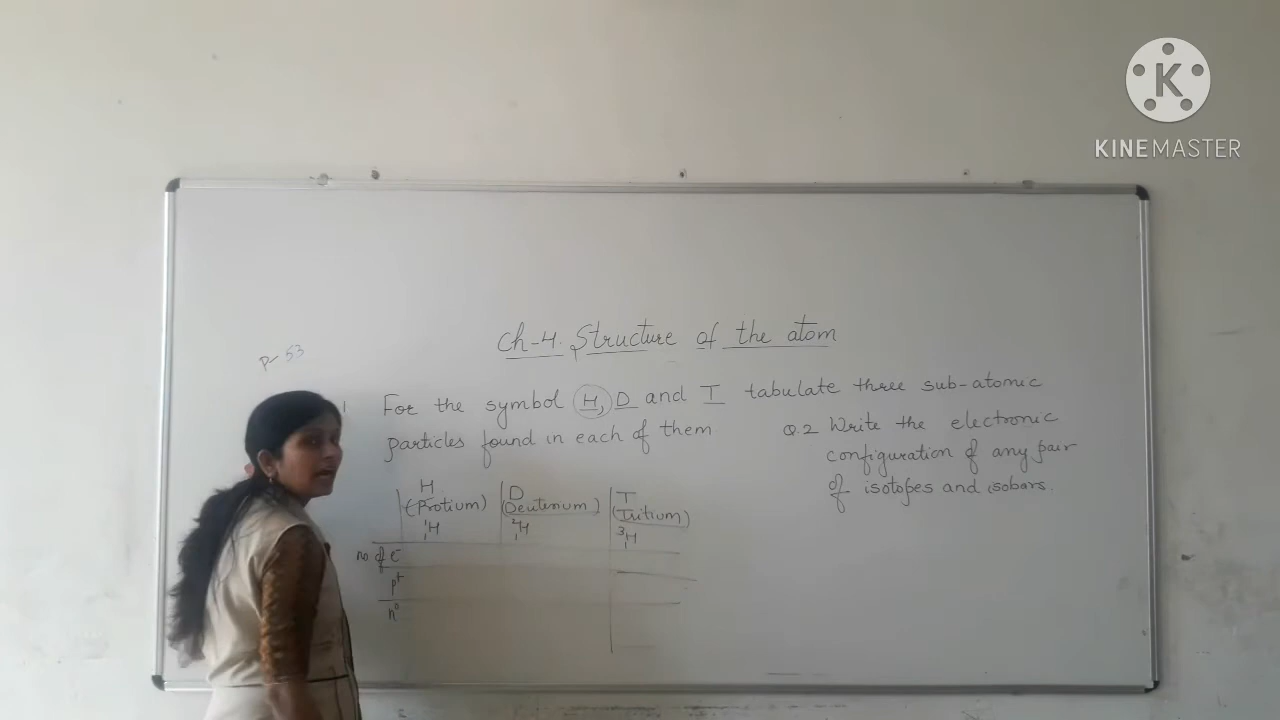 K
KINEMASTER
Ch-4. Structure of the atom
P-53
1 For the symbol H, D and T tabulate three sub-atomic
particles found in each of them
Q.2 Write the electronic
configuration of any pair
of isotopes and isobars.
H D T
(Protium) (Deuterium) (Tritium)
¹₁H ²₁H ³₁H
no. of e⁻
p⁺
n⁰